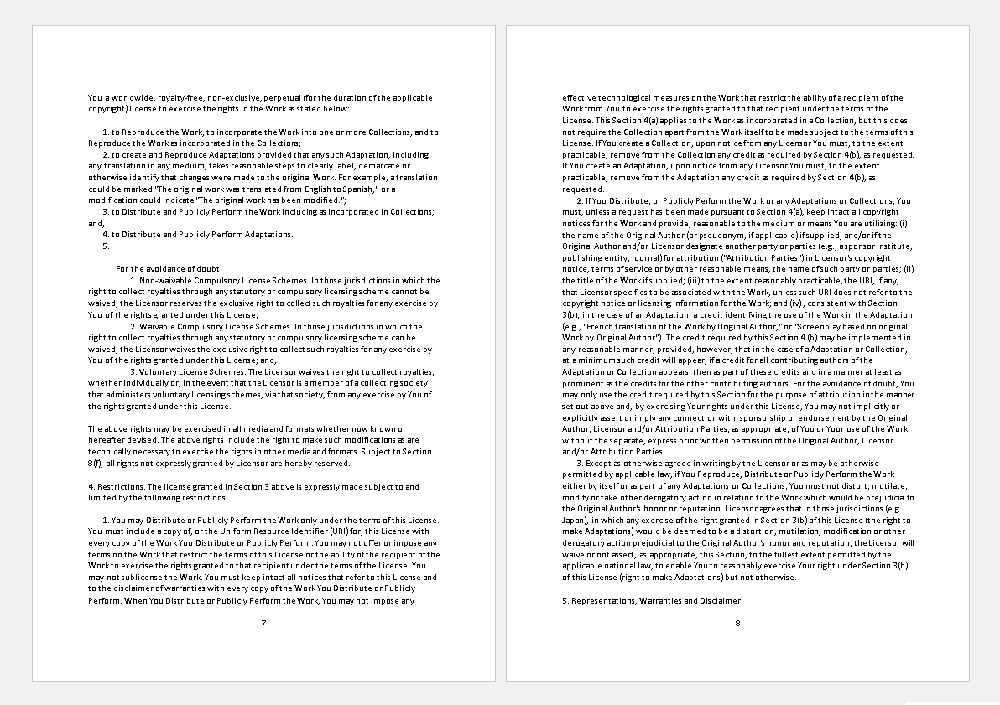 You a worldwide, royalty-free, non-exclusive, perpetual (for the duration of the applicable
copyright) license to exercise the rights in the Work as stated below:
1. to Reproduce the Work, to incorporate the Work into one or more Collections, and to
Reproduce the Work as incorporated in the Collections;
2. to create and Reproduce Adaptations provided that any such Adaptation, including
any translation in any medium, takes reasonable steps to clearly label, demarcate or
otherwise identify that changes were made to the original Work. For example, a translation
could be marked "The original work was translated from English to Spanish," or a
modification could indicate "The original work has been modified.";
3. to Distribute and Publicly Perform the Work including as incorporated in Collections;
and,
4. to Distribute and Publicly Perform Adaptations.
5.
For the avoidance of doubt:
1. Non-waivable Compulsory License Schemes. In those jurisdictions in which the
right to collect royalties through any statutory or compulsory licensing scheme cannot be
waived, the Licensor reserves the exclusive right to collect such royalties for any exercise by
You of the rights granted under this License;
2. Waivable Compulsory License Schemes. In those jurisdictions in which the
right to collect royalties through any statutory or compulsory licensing scheme can be
waived, the Licensor waives the exclusive right to collect such royalties for any exercise by
You of the rights granted under this License; and,
3. Voluntary License Schemes. The Licensor waives the right to collect royalties,
whether individually or, in the event that the Licensor is a member of a collecting society
that administers voluntary licensing schemes, via that society, from any exercise by You of
the rights granted under this License.
The above rights may be exercised in all media and formats whether now known or
hereafter devised. The above rights include the right to make such modifications as are
technically necessary to exercise the rights in other media and formats. Subject to Section
8(f), all rights not expressly granted by Licensor are hereby reserved.
4. Restrictions. The license granted in Section 3 above is expressly made subject to and
limited by the following restrictions:
1. You may Distribute or Publicly Perform the Work only under the terms of this License.
You must include a copy of, or the Uniform Resource Identifier (URI) for, this License with
every copy of the Work You Distribute or Publicly Perform. You may not offer or impose any
terms on the Work that restrict the terms of this License or the ability of the recipient of the
Work to exercise the rights granted to that recipient under the terms of the License. You
may not sublicense the Work. You must keep intact all notices that refer to this License and
to the disclaimer of warranties with every copy of the Work You Distribute or Publicly
Perform. When You Distribute or Publicly Perform the Work, You may not impose any
7
effective technological measures on the Work that restrict the ability of a recipient of the
Work from You to exercise the rights granted to that recipient under the terms of the
License. This Section 4(a) applies to the Work as incorporated in a Collection, but this does
not require the Collection apart from the Work itself to be made subject to the terms of this
License. If You create a Collection, upon notice from any Licensor You must, to the extent
practicable, remove from the Collection any credit as required by Section 4(b), as requested.
If You create an Adaptation, upon notice from any Licensor You must, to the extent
practicable, remove from the Adaptation any credit as required by Section 4(b), as
requested.
2. If You Distribute, or Publicly Perform the Work or any Adaptations or Collections, You
must, unless a request has been made pursuant to Section 4(a), keep intact all copyright
notices for the Work and provide, reasonable to the medium or means You are utilizing: (i)
the name of the Original Author (or pseudonym, if applicable) if supplied, and/or if the
Original Author and/or Licensor designate another party or parties (e.g., a sponsor institute,
publishing entity, journal) for attribution ("Attribution Parties") in Licensor's copyright
notice, terms of service or by other reasonable means, the name of such party or parties; (ii)
the title of the Work if supplied; (iii) to the extent reasonably practicable, the URI, if any,
that Licensor specifies to be associated with the Work, unless such URI does not refer to the
copyright notice or licensing information for the Work; and (iv) , consistent with Section
3(b), in the case of an Adaptation, a credit identifying the use of the Work in the Adaptation
(e.g., "French translation of the Work by Original Author," or "Screenplay based on original
Work by Original Author"). The credit required by this Section 4 (b) may be implemented in
any reasonable manner; provided, however, that in the case of a Adaptation or Collection,
at a minimum such credit will appear, if a credit for all contributing authors of the
Adaptation or Collection appears, then as part of these credits and in a manner at least as
prominent as the credits for the other contributing authors. For the avoidance of doubt, You
may only use the credit required by this Section for the purpose of attribution in the manner
set out above and, by exercising Your rights under this License, You may not implicitly or
explicitly assert or imply any connection with, sponsorship or endorsement by the Original
Author, Licensor and/or Attribution Parties, as appropriate, of You or Your use of the Work,
without the separate, express prior written permission of the Original Author, Licensor
and/or Attribution Parties.
3. Except as otherwise agreed in writing by the Licensor or as may be otherwise
permitted by applicable law, if You Reproduce, Distribute or Publicly Perform the Work
either by itself or as part of any Adaptations or Collections, You must not distort, mutilate,
modify or take other derogatory action in relation to the Work which would be prejudicial to
the Original Author's honor or reputation. Licensor agrees that in those jurisdictions (e.g.
Japan), in which any exercise of the right granted in Section 3(b) of this License (the right to
make Adaptations) would be deemed to be a distortion, mutilation, modification or other
derogatory action prejudicial to the Original Author's honor and reputation, the Licensor will
waive or not assert, as appropriate, this Section, to the fullest extent permitted by the
applicable national law, to enable You to reasonably exercise Your right under Section 3(b)
of this License (right to make Adaptations) but not otherwise.
5. Representations, Warranties and Disclaimer
8